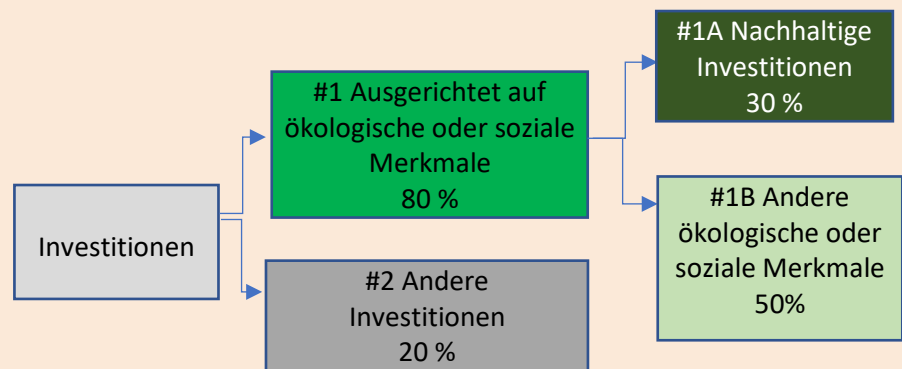 Investitionen
#1 Ausgerichtet auf
ökologische oder soziale
Merkmale
80 %
#2 Andere
Investitionen
20 %
#1A Nachhaltige
Investitionen
30 %
#1B Andere
ökologische oder
soziale Merkmale
50%